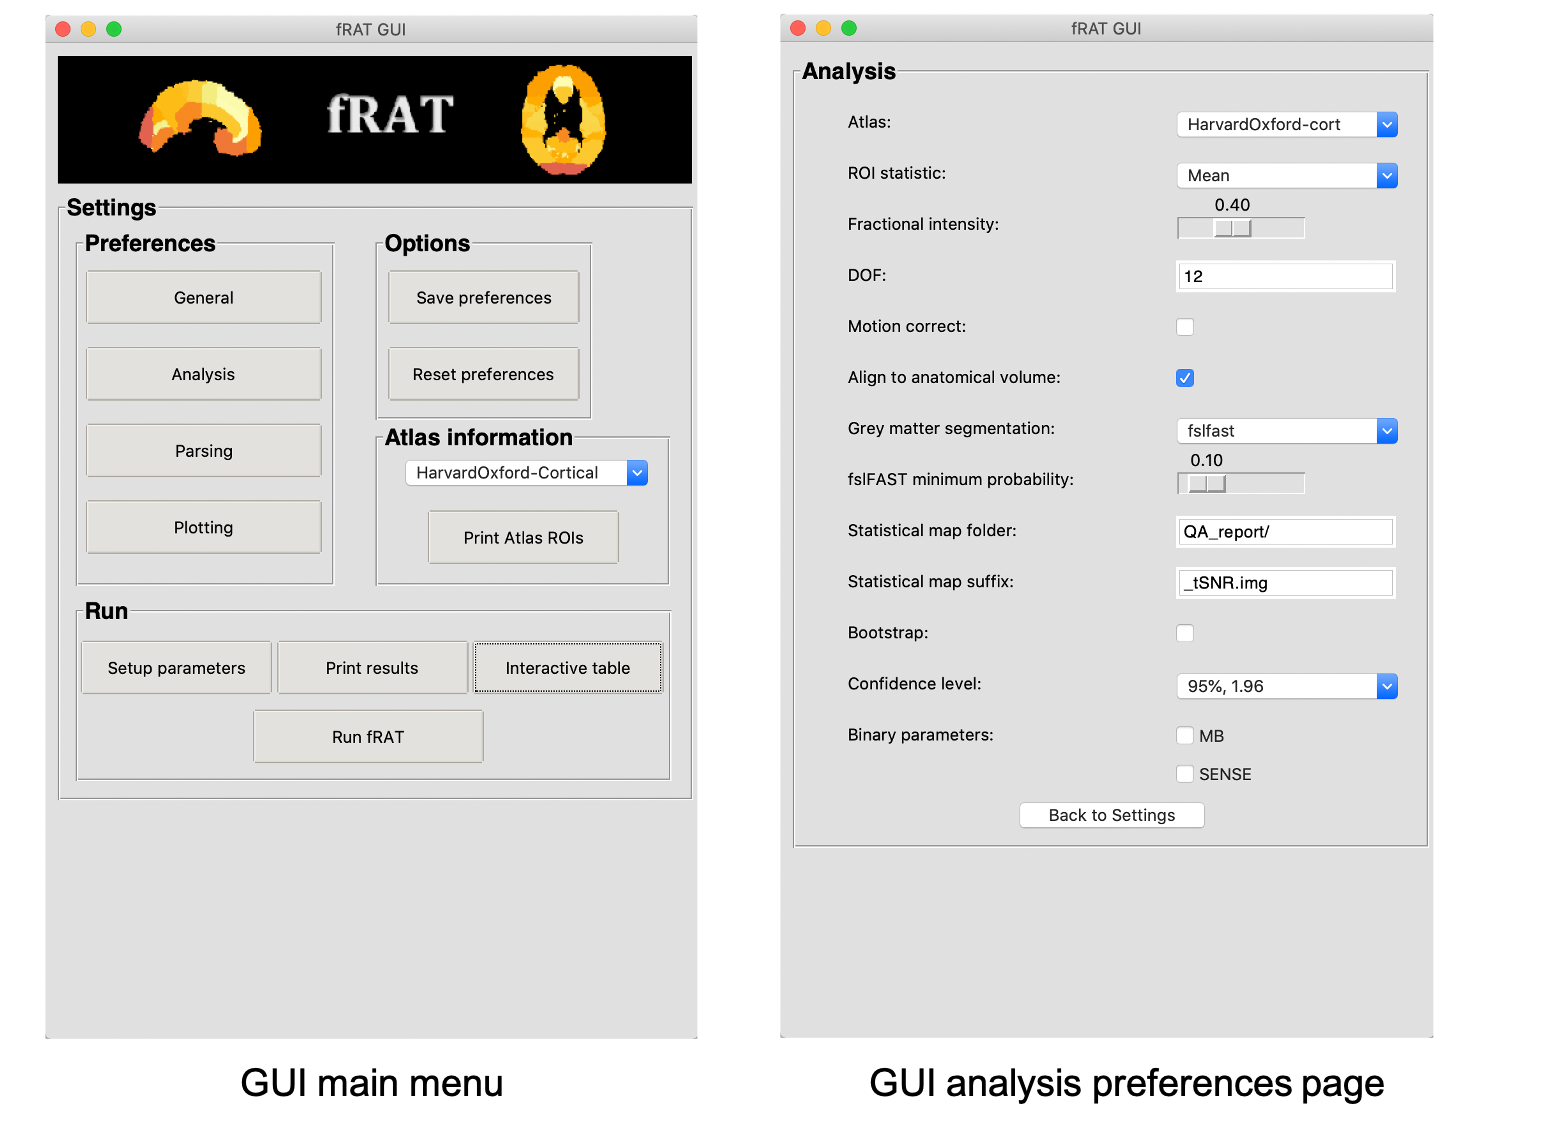 fRAT GUI
fRAT
Settings
Preferences
General
Analysis
Parsing
Plotting
Options
Save preferences
Reset preferences
Atlas information
HarvardOxford-Cortical
Print Atlas ROIs
Run
Setup parameters
Print results
Interactive table
Run fRAT
GUI main menu
fRAT GUI
Analysis
Atlas: HarvardOxford-cort
ROI statistic: Mean
0.40
Fractional intensity:
DOF: 12
Motion correct:
Align to anatomical volume:
Grey matter segmentation: fslfast
0.10
fslFAST minimum probability:
Statistical map folder: QA_report/
Statistical map suffix: _tSNR.img
Bootstrap:
Confidence level: 95%, 1.96
Binary parameters: MB
SENSE
Back to Settings
GUI analysis preferences page